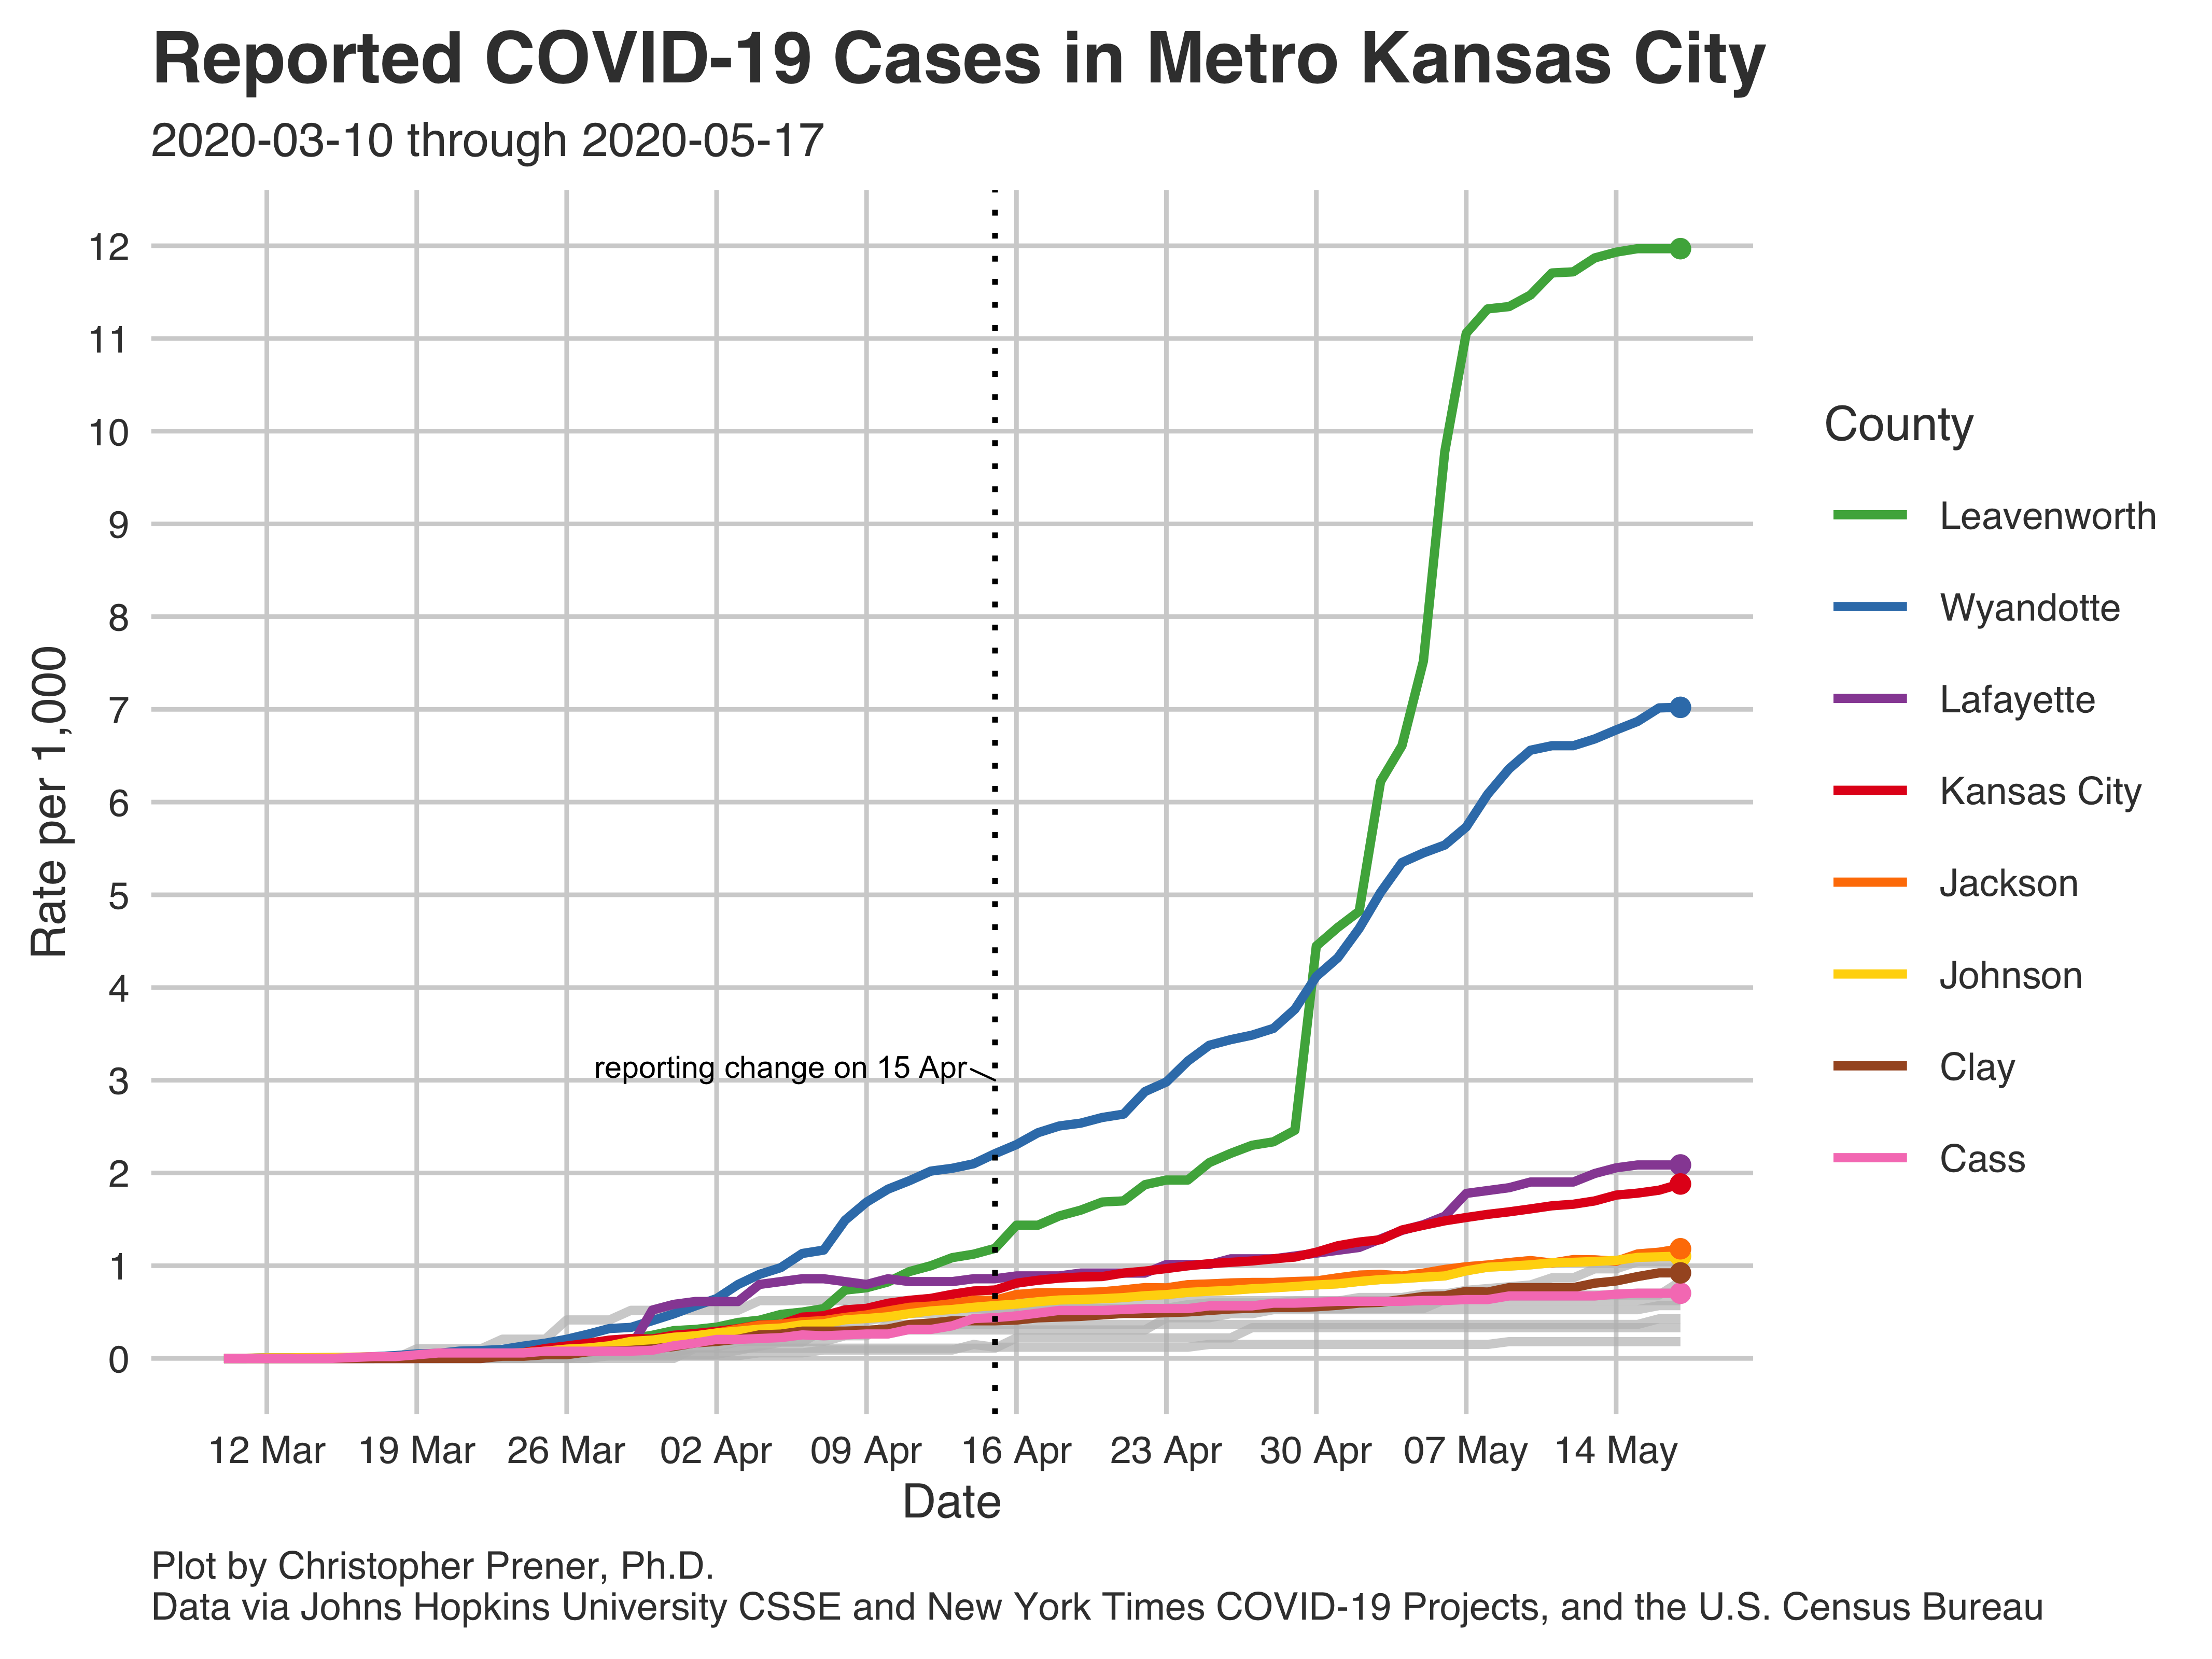 Reported COVID-19 Cases in Metro Kansas City
2020-03-10 through 2020-05-17
12
11
10
9
8
7
6
5
4
3
2
1
0
Rate per 1,000
reporting change on 15 Apr
12 Mar
19 Mar
26 Mar
02 Apr
09 Apr
16 Apr
23 Apr
30 Apr
07 May
14 May
Date
County
Leavenworth
Wyandotte
Lafayette
Kansas City
Jackson
Johnson
Clay
Cass
Plot by Christopher Prener, Ph.D.
Data via Johns Hopkins University CSSE and New York Times COVID-19 Projects, and the U.S. Census Bureau